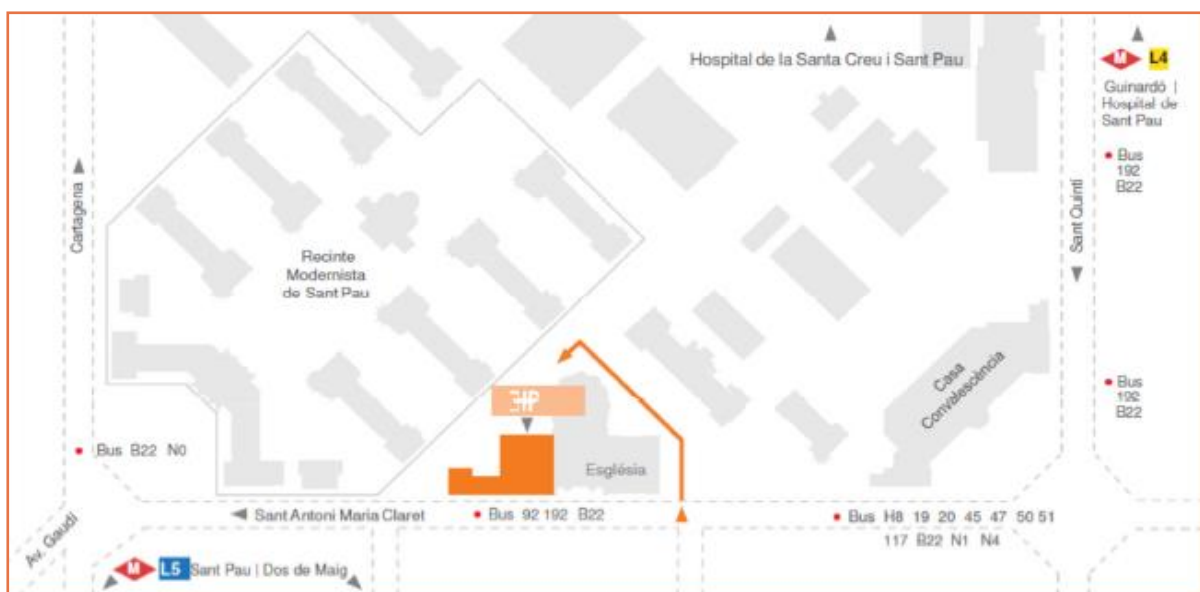 Hospital de la Santa Creu i Sant Pau
M L4
Guinardó |
Hospital de
Sant Pau
Bus
192
B22
Cartagena
Sant Quintí
Recinte
Modernista
de Sant Pau
Casa
Convalescència
Bus
192
B22
Bus B22 N0
Església
Sant Antoni Maria Claret
Bus 92 192 B22
Bus H8 19 20 45 47 50 51
117 B22 N1 N4
Av. Gaudí
M L5 Sant Pau | Dos de Maig